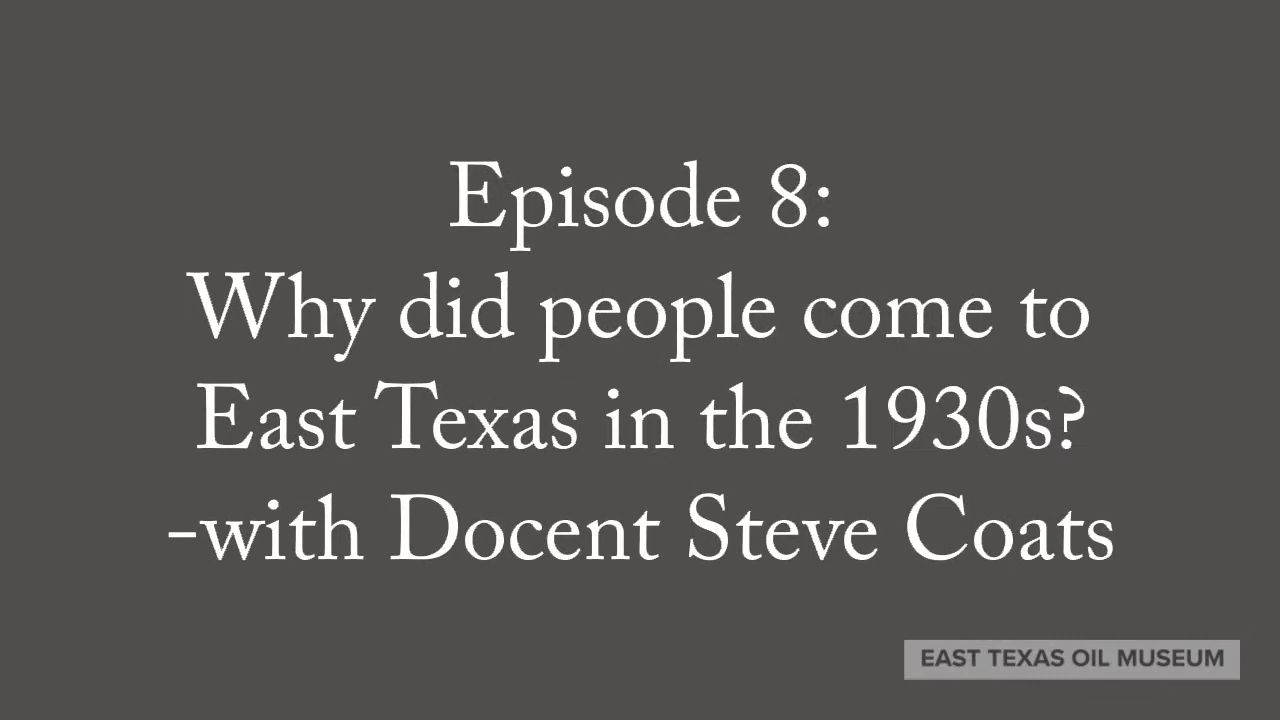 Episode 8:
Why did people come to
East Texas in the 1930s?
-with Docent Steve Coats
EAST TEXAS OIL MUSEUM